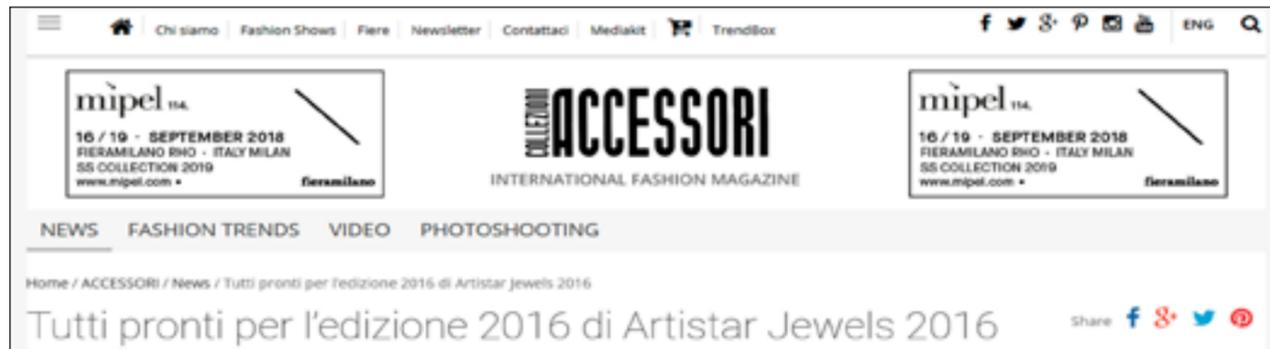 Chi siamo Fashion Shows Fiere Newsletter Contattaci Mediakit TrendBox ENG
mipel 114.
16 / 19 - SEPTEMBER 2018
FIERAMILANO RHO - ITALY MILAN
SS COLLECTION 2019
www.mipel.com •
fieramilano
COLLEZIONI ACCESSORI
INTERNATIONAL FASHION MAGAZINE
mipel 114.
16 / 19 - SEPTEMBER 2018
FIERAMILANO RHO - ITALY MILAN
SS COLLECTION 2019
www.mipel.com •
fieramilano
NEWS FASHION TRENDS VIDEO PHOTOSHOOTING
Home / ACCESSORI / News / Tutti pronti per l'edizione 2016 di Artistar Jewels 2016
Tutti pronti per l'edizione 2016 di Artistar Jewels 2016
Share